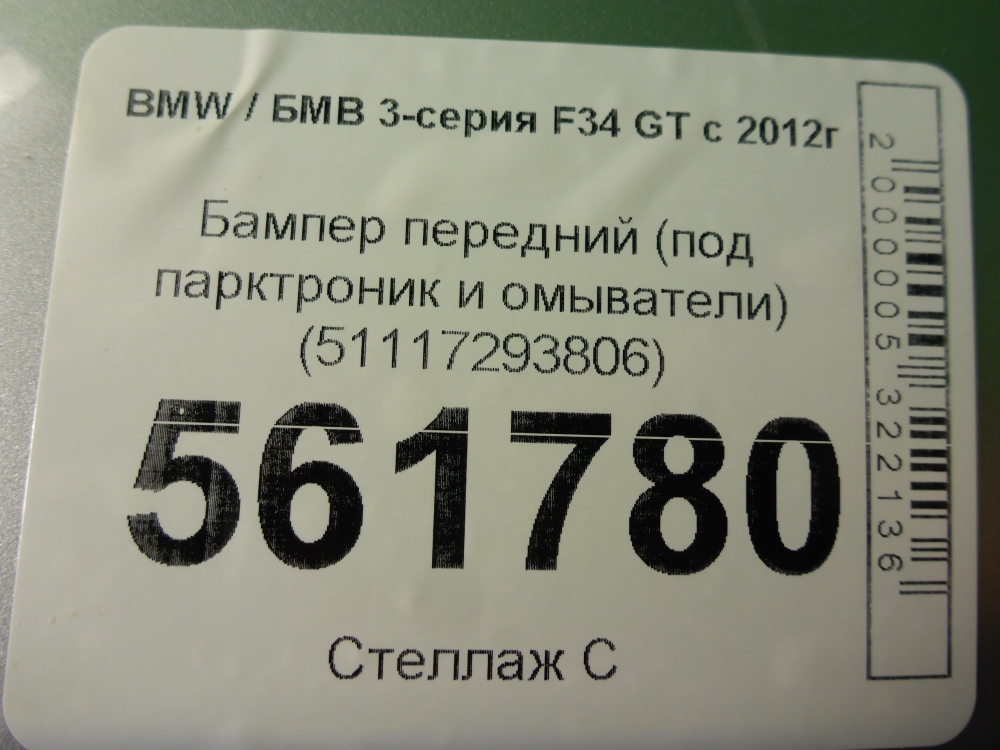 BMW / БМВ 3-серия F34 GT с 2012г
Бампер передний (под
парктроник и омыватели)
(51117293806)
561780
Стеллаж С
2000005322136